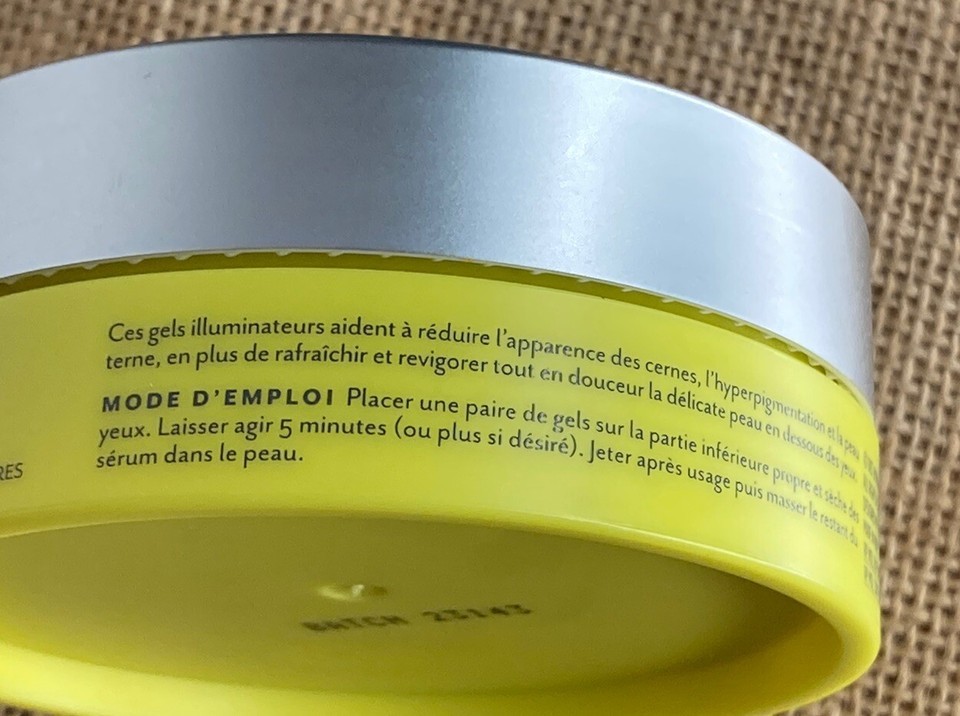 Ces gels illuminateurs aident à réduire l'apparence des cernes, l'hyperpigmentation et la peau
terne, en plus de rafraîchir et revigorer tout en douceur la délicate peau en dessous des yeux.
MODE D'EMPLOI Placer une paire de gels sur la partie inférieure propre et sèche des
yeux. Laisser agir 5 minutes (ou plus si désiré). Jeter après usage puis masser le restant du
sérum dans le peau.
RES
BATCH 23143